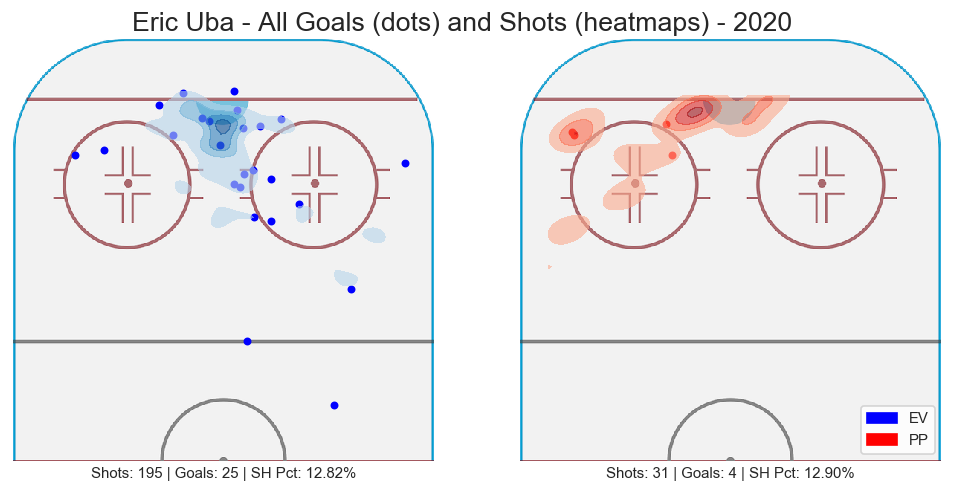 Eric Uba - All Goals (dots) and Shots (heatmaps) - 2020
EV
PP
Shots: 195 | Goals: 25 | SH Pct: 12.82%
Shots: 31 | Goals: 4 | SH Pct: 12.90%